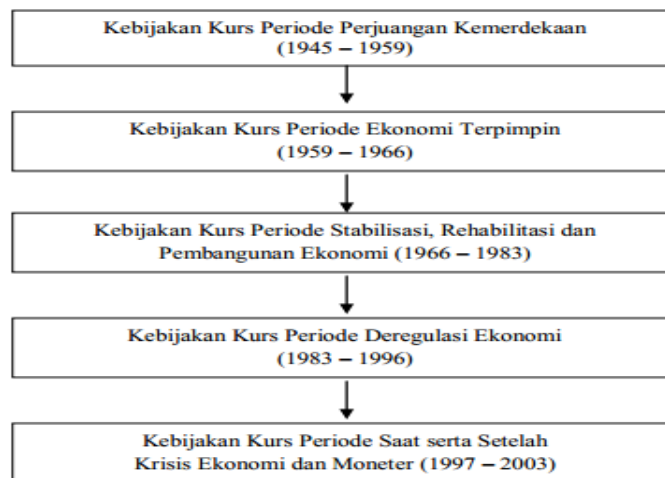 Kebijakan Kurs Periode Perjuangan Kemerdekaan
(1945 – 1959)
Kebijakan Kurs Periode Ekonomi Terpimpin
(1959 – 1966)
Kebijakan Kurs Periode Stabilisasi, Rehabilitasi dan
Pembangunan Ekonomi (1966 – 1983)
Kebijakan Kurs Periode Deregulasi Ekonomi
(1983 – 1996)
Kebijakan Kurs Periode Saat serta Setelah
Krisis Ekonomi dan Moneter (1997 – 2003)